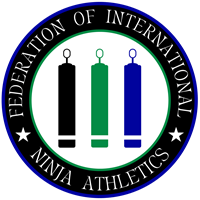 FEDERATION OF INTERNATIONAL
NINJA ATHLETICS